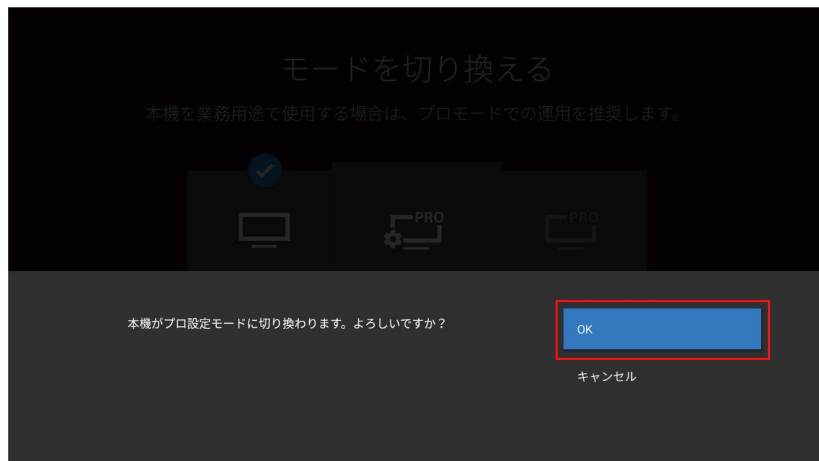 モードを切り換える
本機を業務用途で使用する場合は、プロモードでの運用を推奨します。
PRO
PRO
本機がプロ設定モードに切り換わります。よろしいですか？
OK
キャンセル